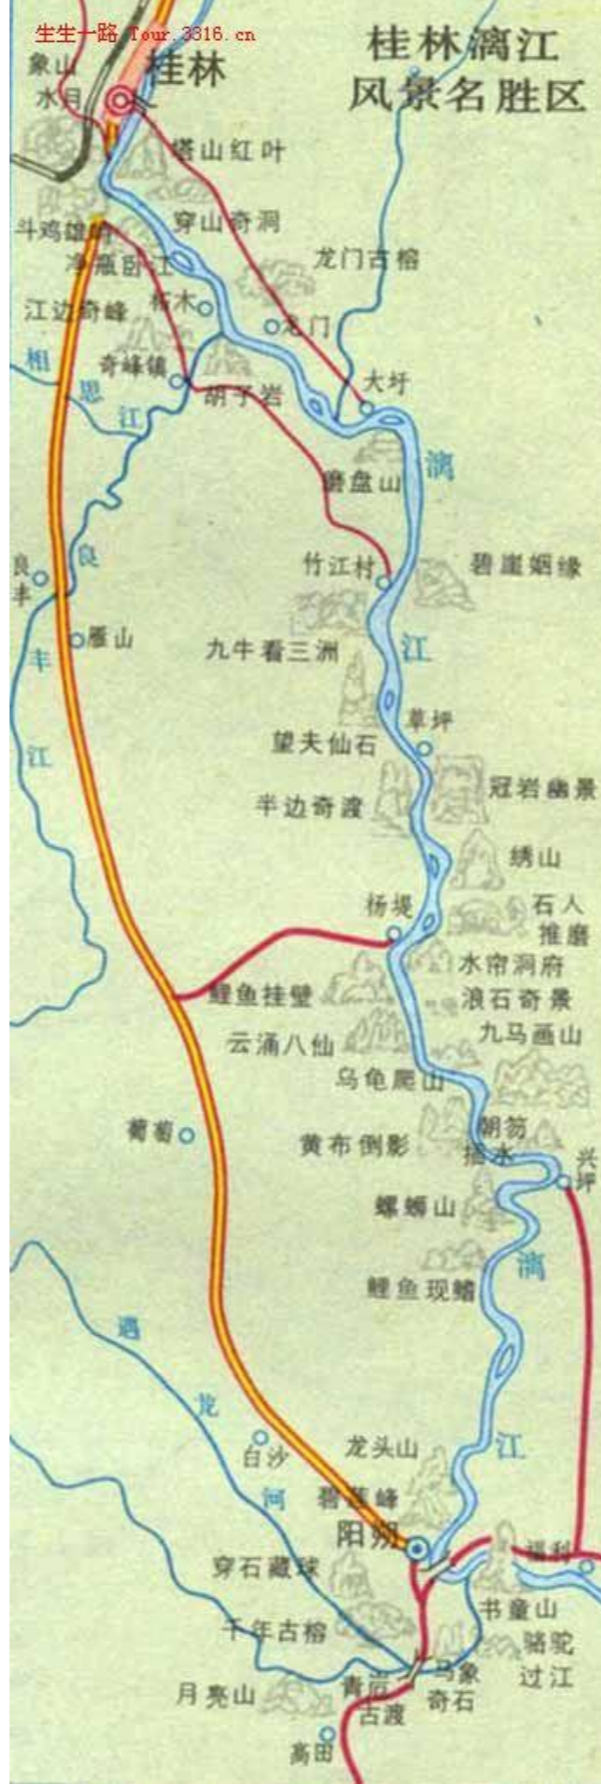 生生一路 Tour.3316.cn
桂林漓江
风景名胜区
桂林
象山
水月
塔山红叶
穿山奇洞
斗鸡雄峙
净瓶卧江
龙门古榕
江边奇峰
柘木
龙门
相
思
江
奇峰镇
胡子岩
大圩
漓
磨盘山
竹江村
碧崖姻缘
良
丰
良
丰
江
雁山
江
九牛看三洲
草坪
望夫仙石
半边奇渡
冠岩幽景
绣山
石人
推磨
杨堤
水帘洞府
鲤鱼挂壁
浪石奇景
云涌八仙
九马画山
乌龟爬山
葡萄
黄布倒影
朝笏
插水
兴
坪
螺蛳山
漓
鲤鱼现鳍
遇
龙
河
白沙
龙头山
江
碧莲峰
阳朔
福利
穿石藏球
书童山
千年古榕
骆驼
过江
月亮山
青岩
古渡
马象
奇石
高田